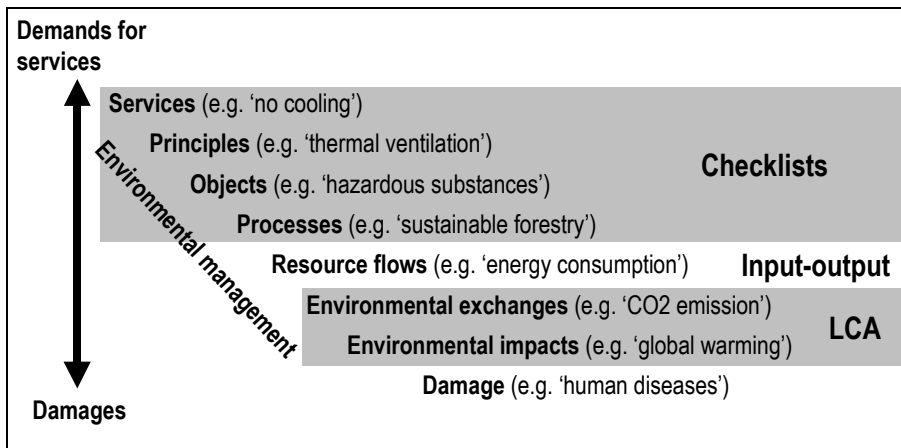 Demands for
services
Services (e.g. ‘no cooling’)
Principles (e.g. ‘thermal ventilation’)
Checklists
Objects (e.g. ‘hazardous substances’)
Processes (e.g. ‘sustainable forestry’)
Environmental management
Resource flows (e.g. ‘energy consumption’)
Input-output
Environmental exchanges (e.g. ‘CO2 emission’)
LCA
Environmental impacts (e.g. ‘global warming’)
Damage (e.g. ‘human diseases’)
Damages